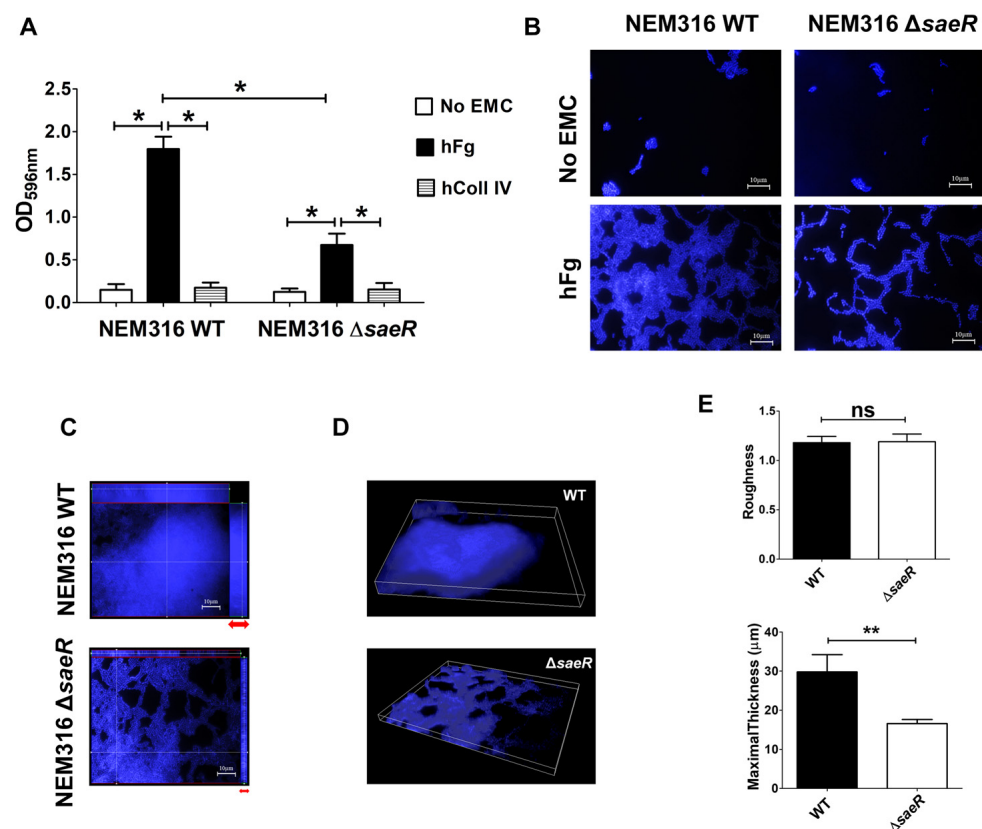 A
2.5
2.0
1.5
1.0
0.5
0.0
OD596nm
* * * * * *
No EMC
hFg
hColl IV
NEM316 WT
NEM316 ΔsaeR
B
NEM316 WT
NEM316 ΔsaeR
No EMC
hFg
10µm
10µm
10µm
10µm
C
NEM316 WT
NEM316 ΔsaeR
10µm
10µm
D
WT
ΔsaeR
E
ns
1.5
1.0
0.5
0.0
Roughness
WT
ΔsaeR
**
40
30
20
10
0
MaximalThickness (µm)
WT
ΔsaeR